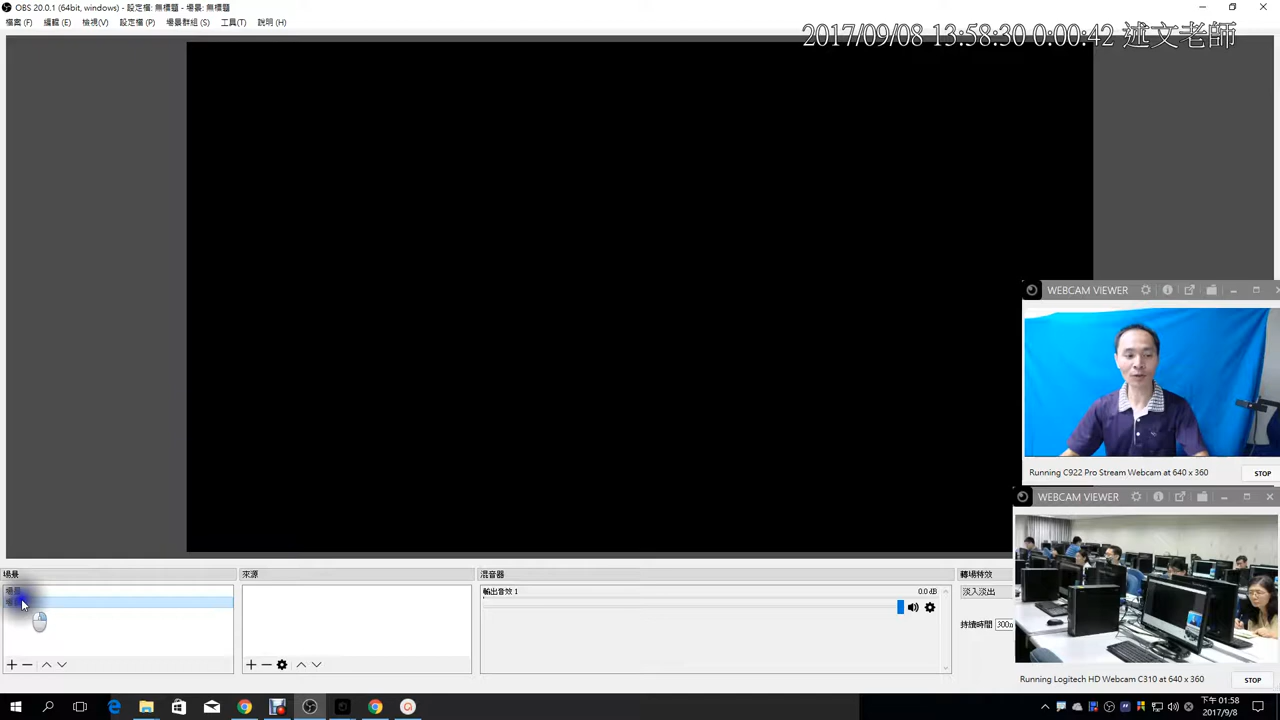 OBS 20.0.1 (64bit, windows) - 設定檔: 無標題 - 場景: 無標題
檔案 (F) 編輯 (E) 檢視(V) 設定檔 (P) 場景群組 (S) 工具(T) 說明 (H)
2017/09/08 13:58:30 0:00:42 述文老師
WEBCAM VIEWER
Running C922 Pro Stream Webcam at 640 x 360
STOP
WEBCAM VIEWER
Running Logitech HD Webcam C310 at 640 x 360
STOP
場景
來源
混音器
輸出音效 1
0.0 dB
轉場特效
淡入淡出
持續時間
下午 01:58
2017/9/8